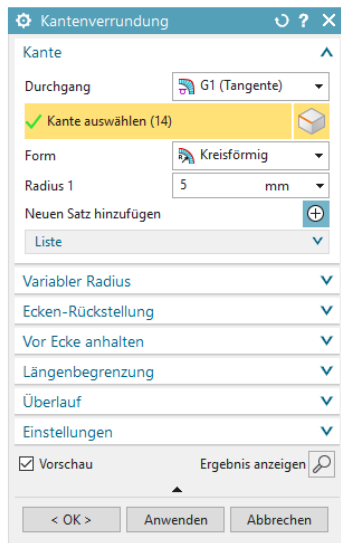 Kantenverrundung ?
Kante
Durchgang G1 (Tangente)
Kante auswählen (14)
Form Kreisförmig
Radius 1 5 mm
Neuen Satz hinzufügen
Liste
Variabler Radius
Ecken-Rückstellung
Vor Ecke anhalten
Längenbegrenzung
Überlauf
Einstellungen
Vorschau Ergebnis anzeigen
< OK > Anwenden Abbrechen